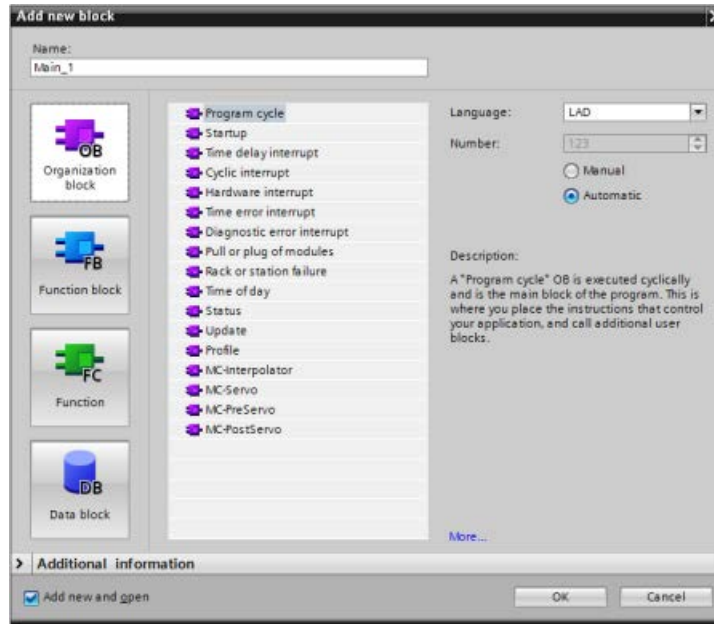 Add new block
Name:
Main_1
OB
Organization
block
FB
Function block
FC
Function
DB
Data block
Program cycle
Startup
Time delay interrupt
Cyclic interrupt
Hardware interrupt
Time error interrupt
Diagnostic error interrupt
Pull or plug of modules
Rack or station failure
Time of day
Status
Update
Profile
MC-Interpolator
MC-Servo
MC-PreServo
MC-PostServo
Language:
LAD
Number:
123
Manual
Automatic
Description:
A "Program cycle" OB is executed cyclically
and is the main block of the program. This is
where you place the instructions that control
your application, and call additional user
blocks.
More...
Additional information
Add new and open
OK
Cancel